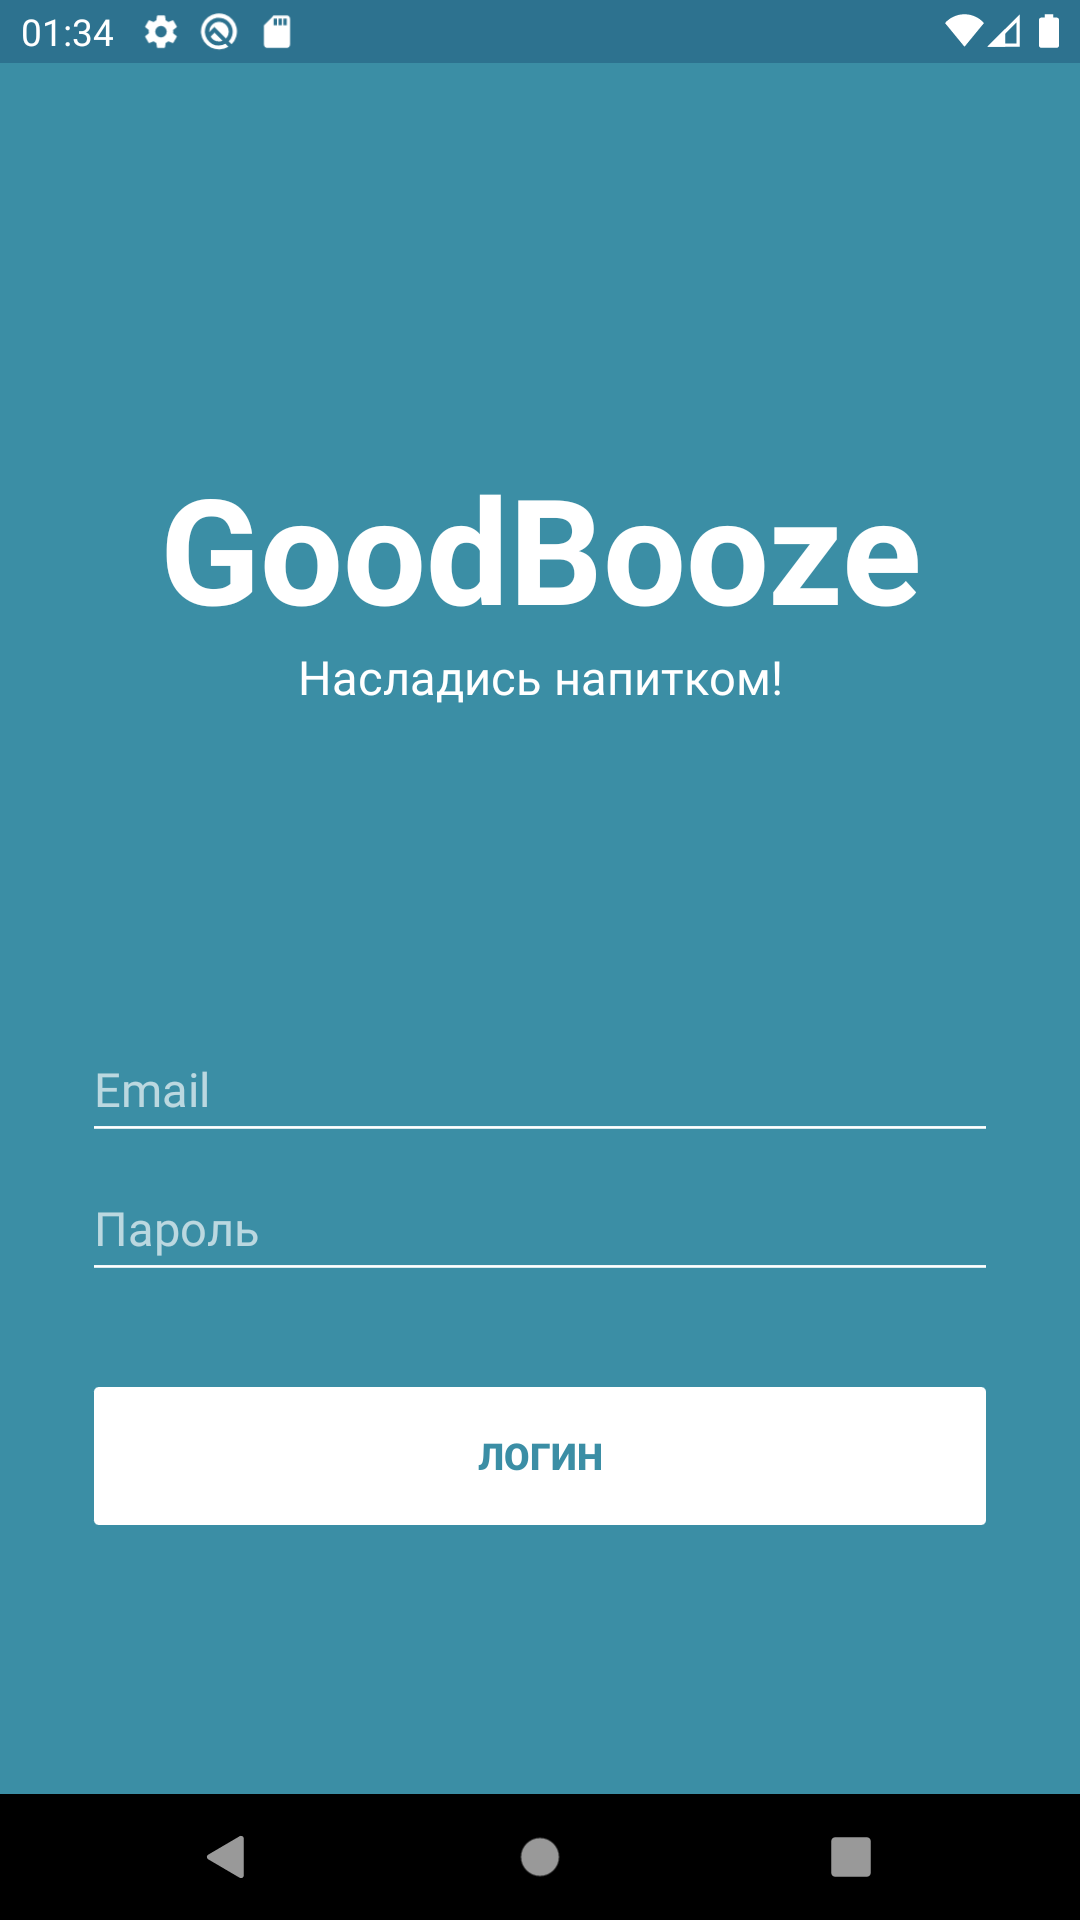 01:34
GoodBooze
Насладись напитком!
Email
Пароль
ЛОГИН